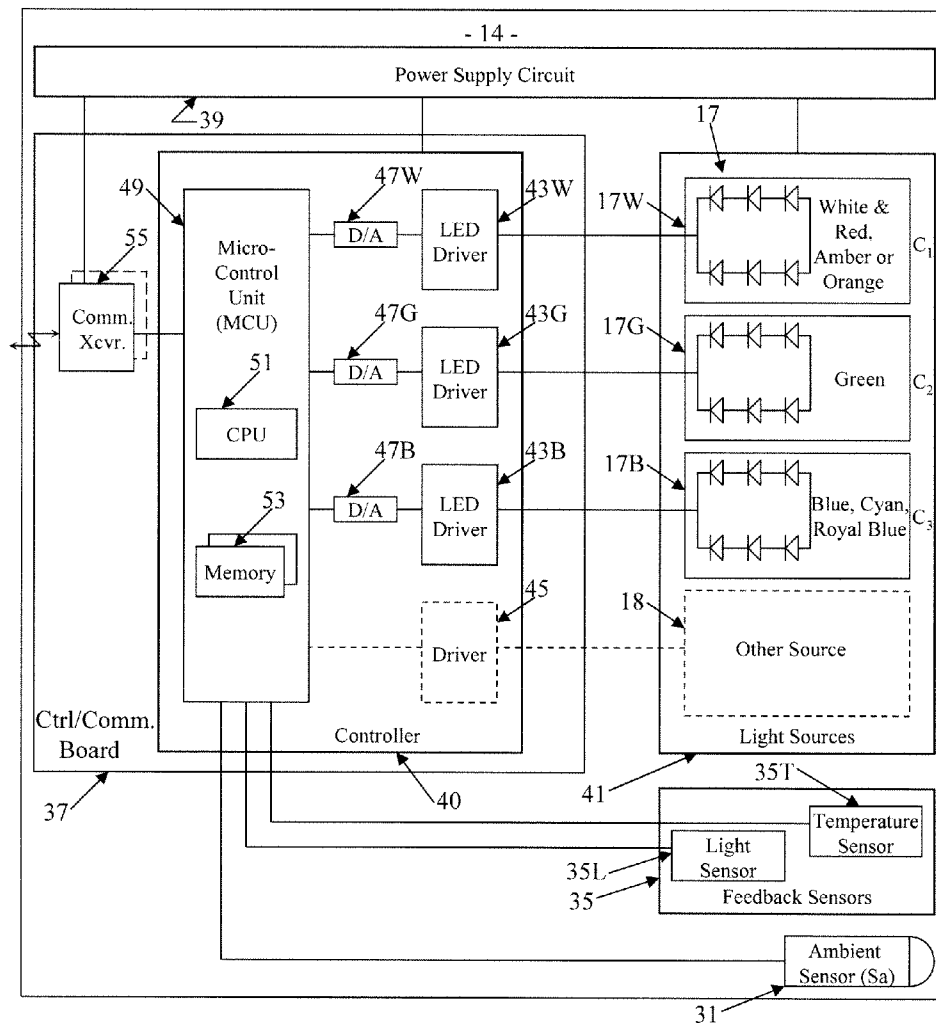 - 14 -
Power Supply Circuit
39
17
49
47W
43W
17W
D/A
LED
Driver
White &
Red,
Amber or
Orange
C1
55
Micro-
Control
Unit
(MCU)
Comm.
Xcvr.
47G
43G
17G
D/A
LED
Driver
Green
C2
51
CPU
47B
43B
17B
D/A
LED
Driver
Blue, Cyan,
Royal Blue
C3
53
Memory
45
18
Driver
Other Source
Ctrl/Comm.
Board
Controller
Light Sources
37
40
41
35T
Temperature
Sensor
Light
Sensor
35L
35
Feedback Sensors
Ambient
Sensor (Sa)
31